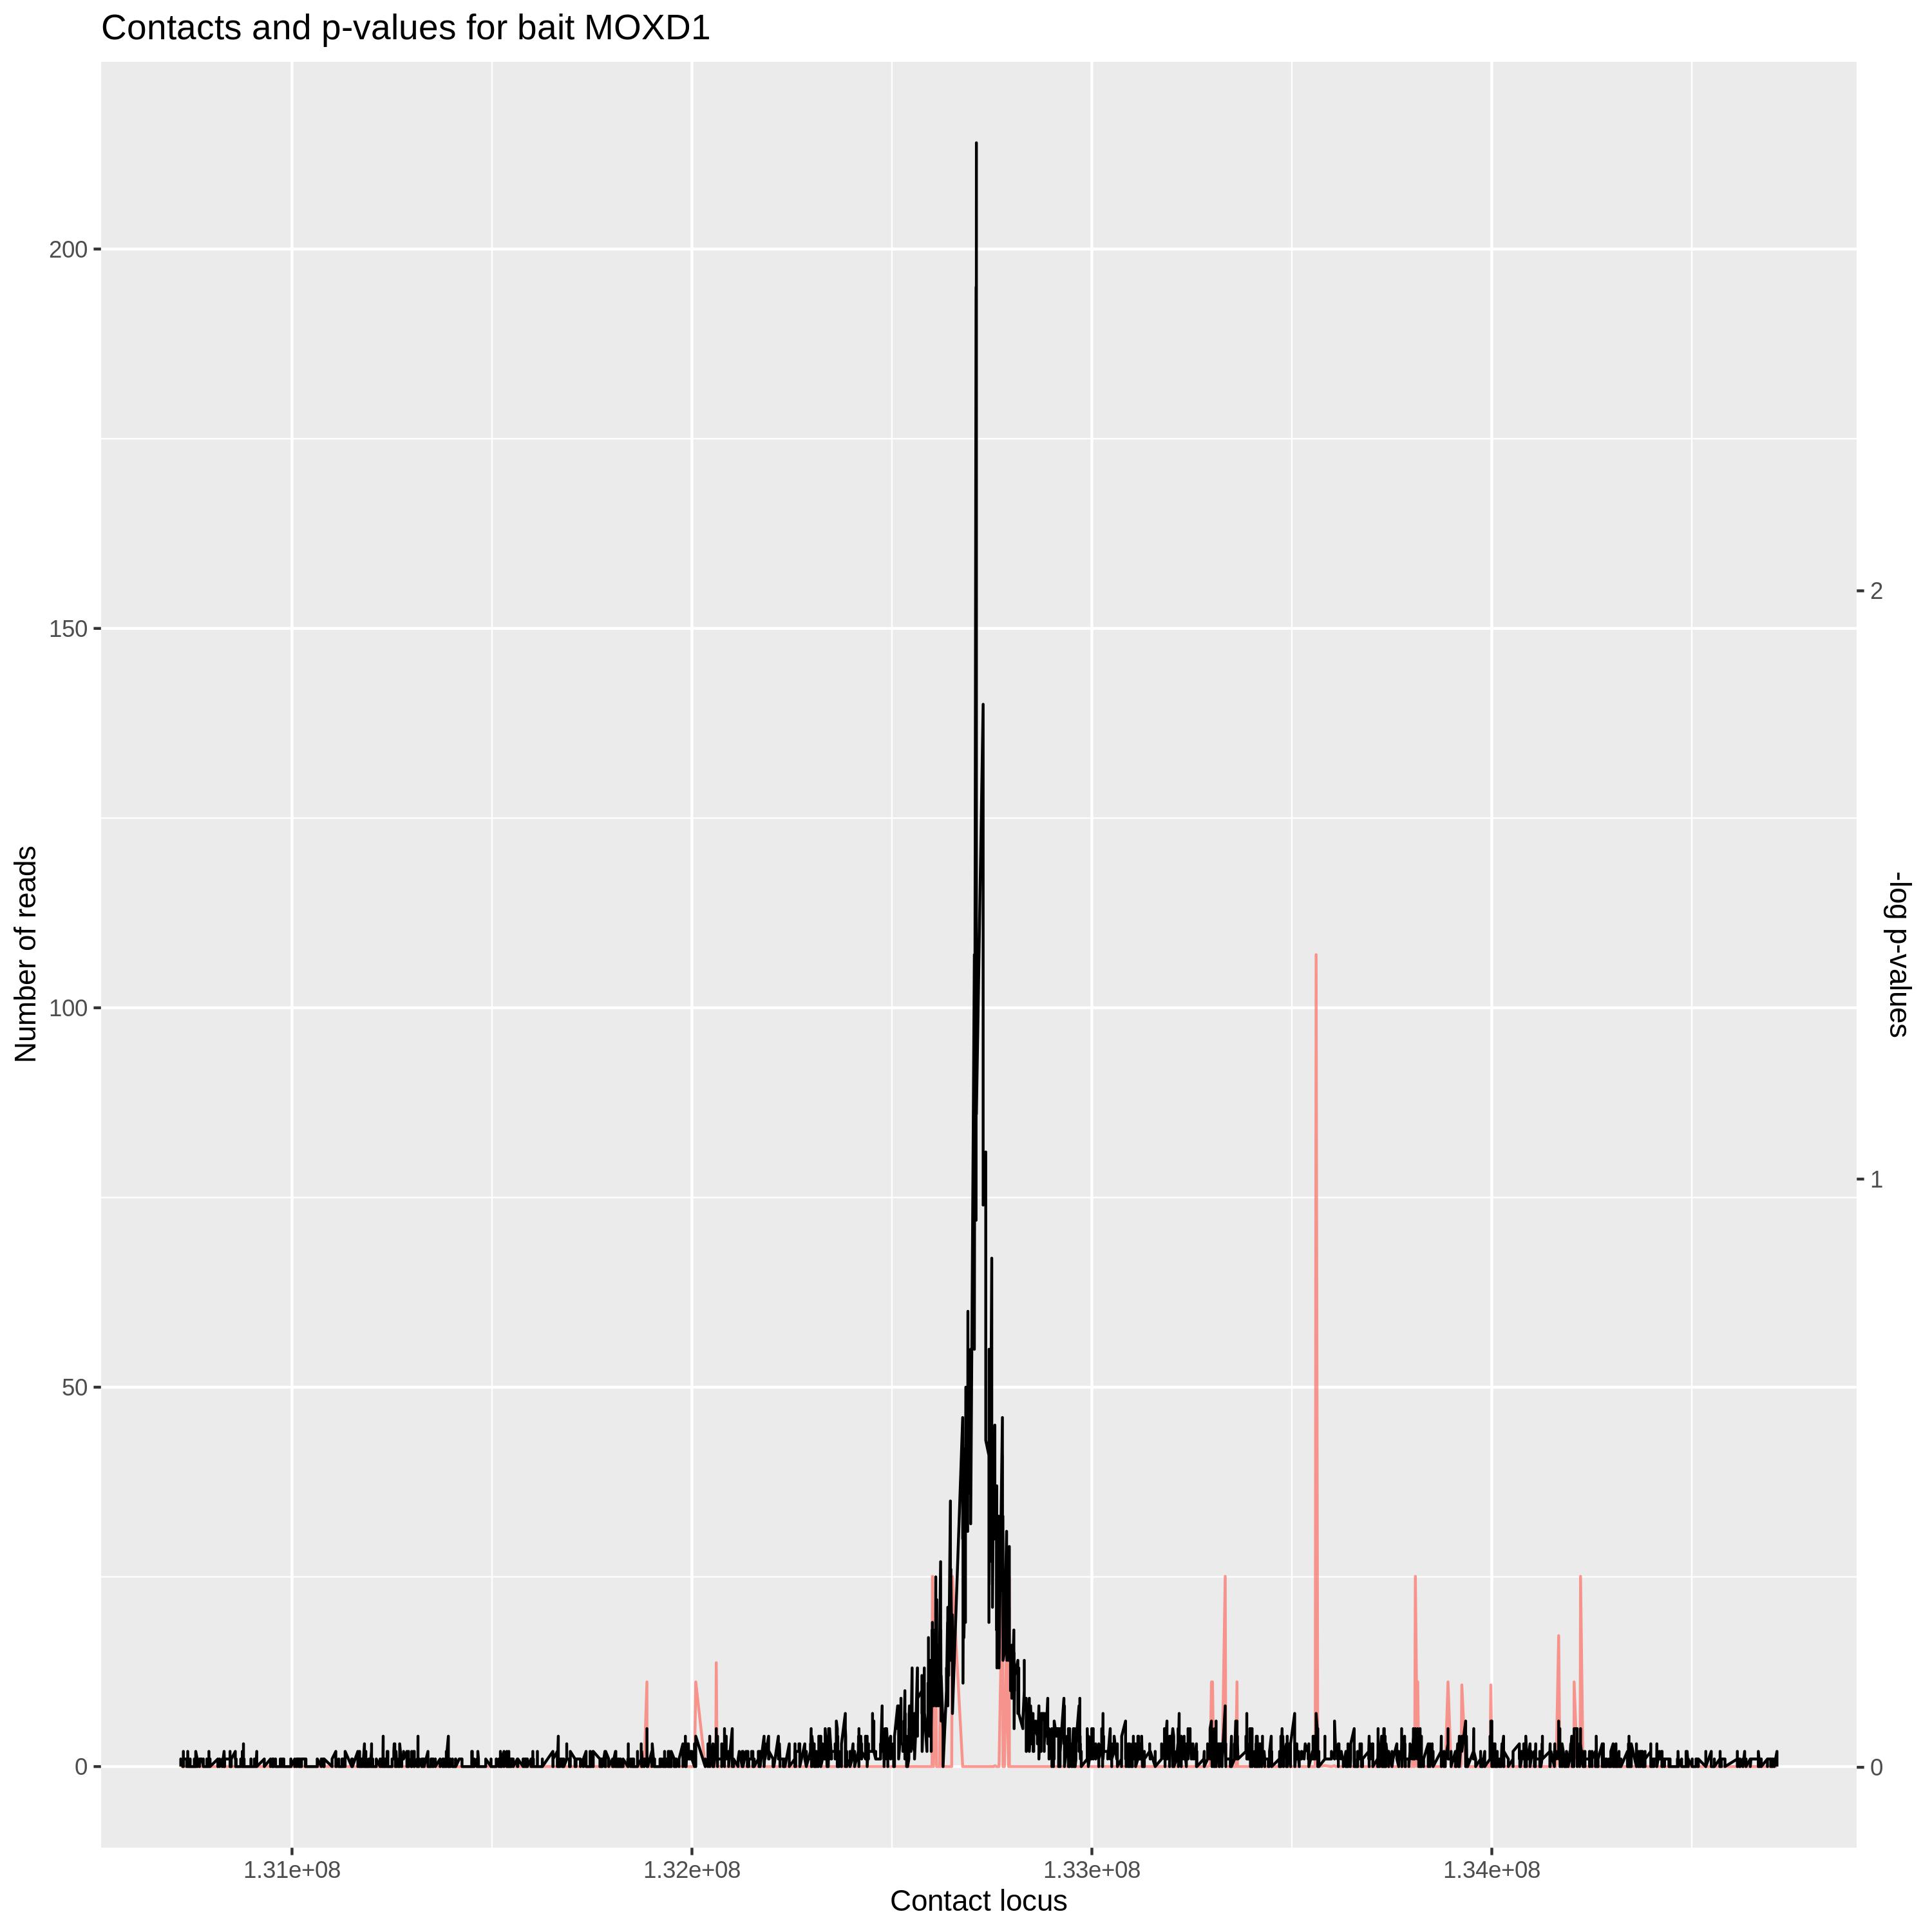 Contacts and p-values for bait MOXD1
200
150
100
50
0
Number of reads
2
1
0
-log p-values
1.31e+08
1.32e+08
1.33e+08
1.34e+08
Contact locus